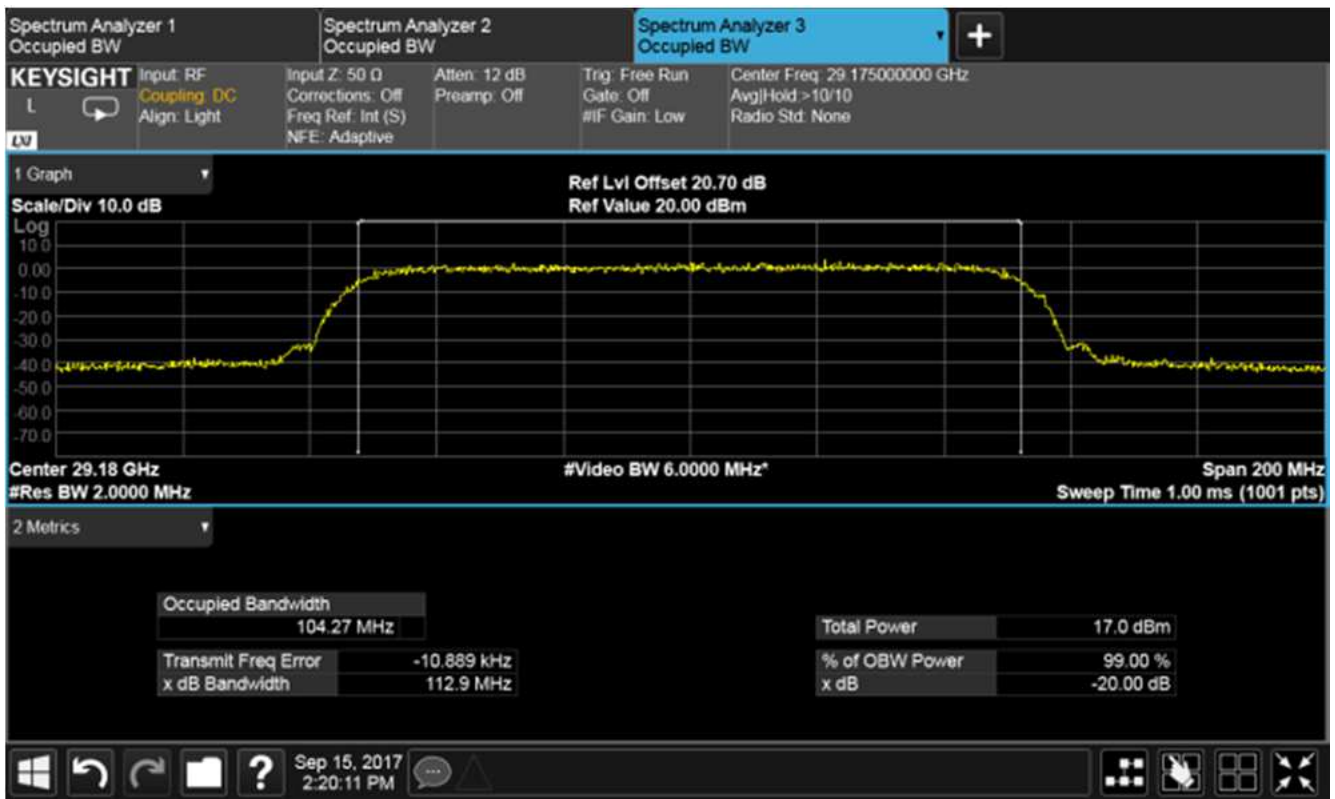 Spectrum Analyzer 1
Occupied BW
Spectrum Analyzer 2
Occupied BW
Spectrum Analyzer 3
Occupied BW
KEYSIGHT
L
LXI
Input: RF
Coupling: DC
Align: Light
Input Z: 50 Ω
Corrections: Off
Freq Ref: Int (S)
NFE: Adaptive
Atten: 12 dB
Preamp: Off
Trig: Free Run
Gate: Off
#IF Gain: Low
Center Freq: 29.175000000 GHz
Avg|Hold:>10/10
Radio Std: None
1 Graph
Scale/Div 10.0 dB
Ref Lvl Offset 20.70 dB
Ref Value 20.00 dBm
Log
10.0
0.00
-10.0
-20.0
-30.0
-40.0
-50.0
-60.0
-70.0
Center 29.18 GHz
#Res BW 2.0000 MHz
#Video BW 6.0000 MHz*
Span 200 MHz
Sweep Time 1.00 ms (1001 pts)
2 Metrics
Occupied Bandwidth
104.27 MHz
Transmit Freq Error -10.889 kHz
x dB Bandwidth 112.9 MHz
Total Power 17.0 dBm
% of OBW Power 99.00 %
x dB -20.00 dB
?
Sep 15, 2017
2:20:11 PM